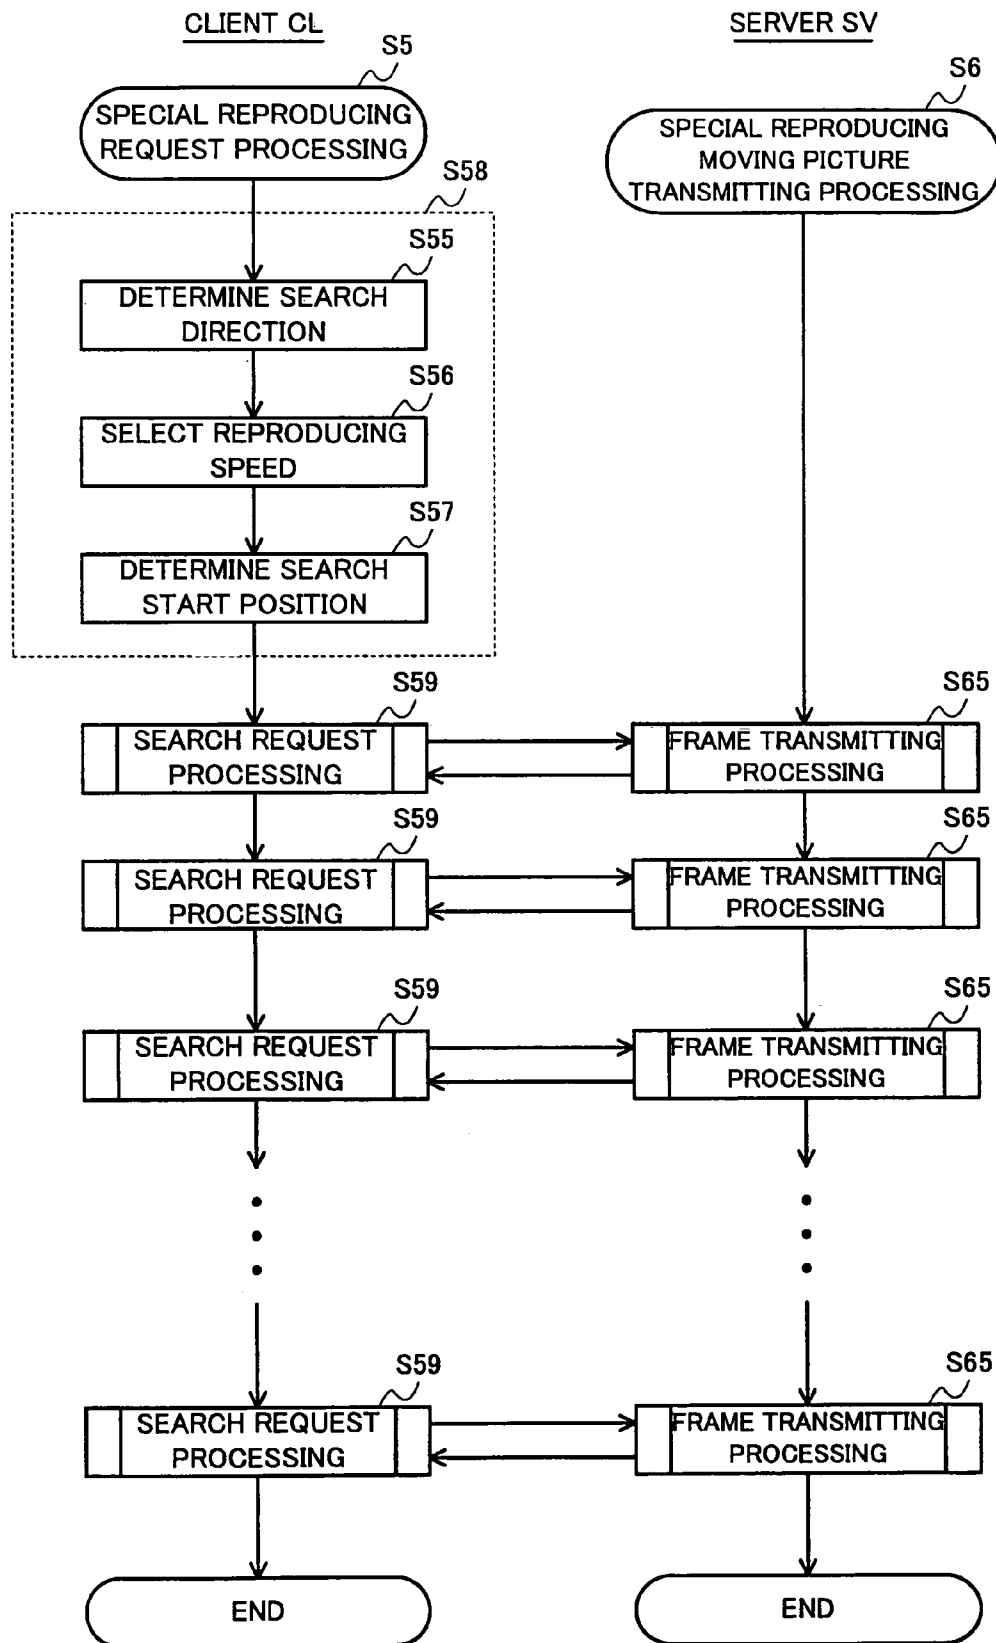 CLIENT CL
SERVER SV
S5
SPECIAL REPRODUCING
REQUEST PROCESSING
S6
SPECIAL REPRODUCING
MOVING PICTURE
TRANSMITTING PROCESSING
S58
S55
DETERMINE SEARCH
DIRECTION
S56
SELECT REPRODUCING
SPEED
S57
DETERMINE SEARCH
START POSITION
S59
SEARCH REQUEST
PROCESSING
S65
FRAME TRANSMITTING
PROCESSING
S59
SEARCH REQUEST
PROCESSING
S65
FRAME TRANSMITTING
PROCESSING
S59
SEARCH REQUEST
PROCESSING
S65
FRAME TRANSMITTING
PROCESSING
S59
SEARCH REQUEST
PROCESSING
S65
FRAME TRANSMITTING
PROCESSING
END
END